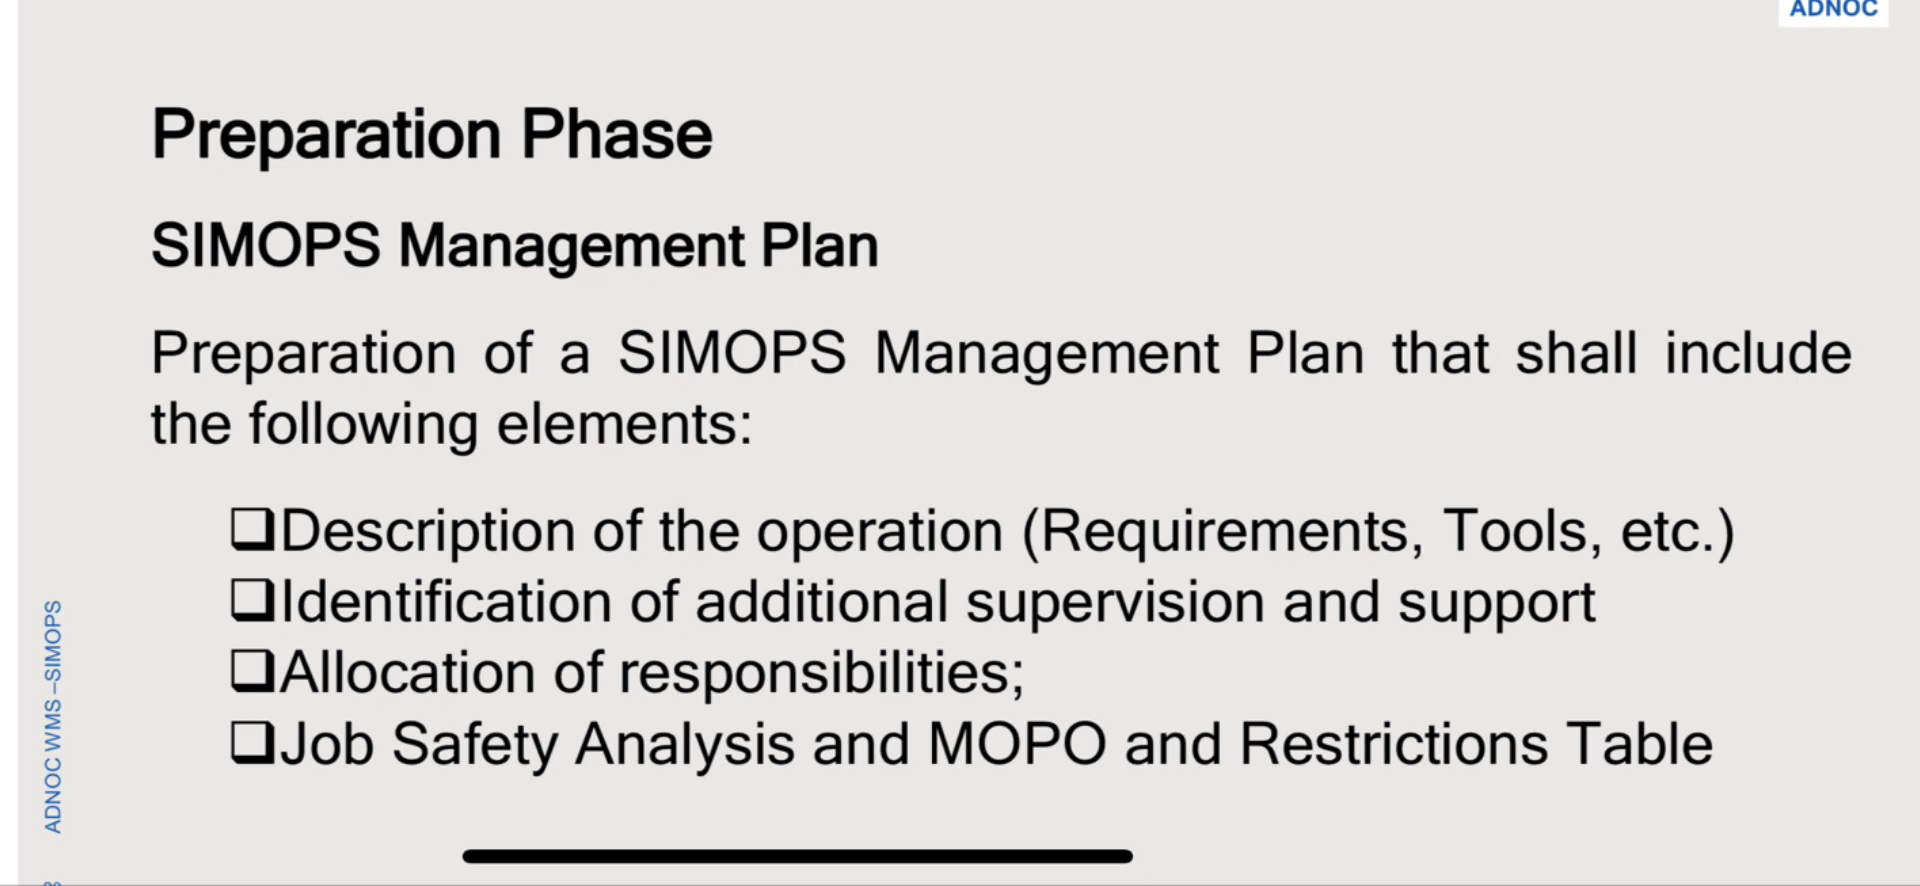 ADNOC
Preparation Phase
SIMOPS Management Plan
Preparation of a SIMOPS Management Plan that shall include
the following elements:
❑Description of the operation (Requirements, Tools, etc.)
❑Identification of additional supervision and support
❑Allocation of responsibilities;
❑Job Safety Analysis and MOPO and Restrictions Table
ADNOC WMS –SIMOPS